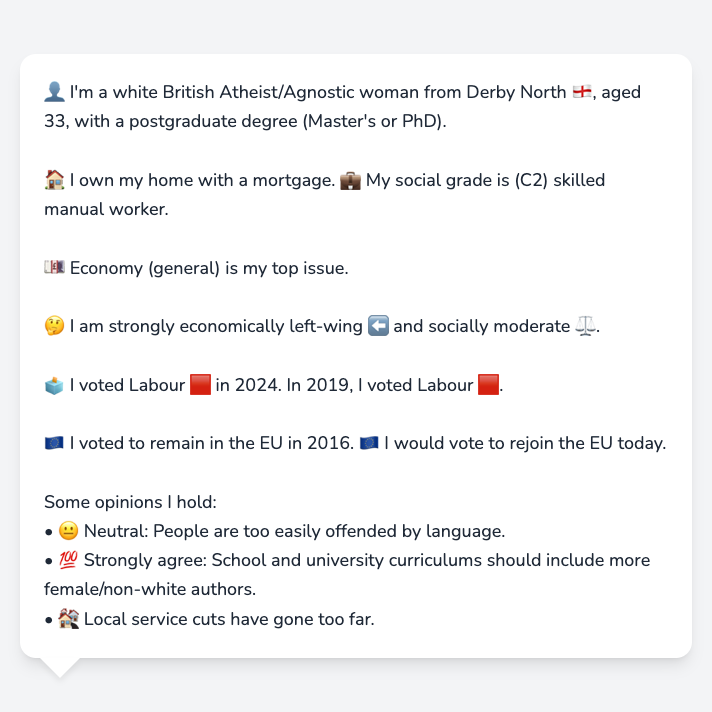 👤 I'm a white British Atheist/Agnostic woman from Derby North 🏴󠁧󠁢󠁥󠁮󠁧󠁿, aged
33, with a postgraduate degree (Master's or PhD).
🏠 I own my home with a mortgage. 💼 My social grade is (C2) skilled
manual worker.
💷 Economy (general) is my top issue.
🤔 I am strongly economically left-wing ⬅️ and socially moderate ⚖️.
🗳️ I voted Labour 🟥 in 2024. In 2019, I voted Labour 🟥.
🇪🇺 I voted to remain in the EU in 2016. 🇪🇺 I would vote to rejoin the EU today.
Some opinions I hold:
• 😐 Neutral: People are too easily offended by language.
• 💯 Strongly agree: School and university curriculums should include more
female/non-white authors.
• 🏚️ Local service cuts have gone too far.